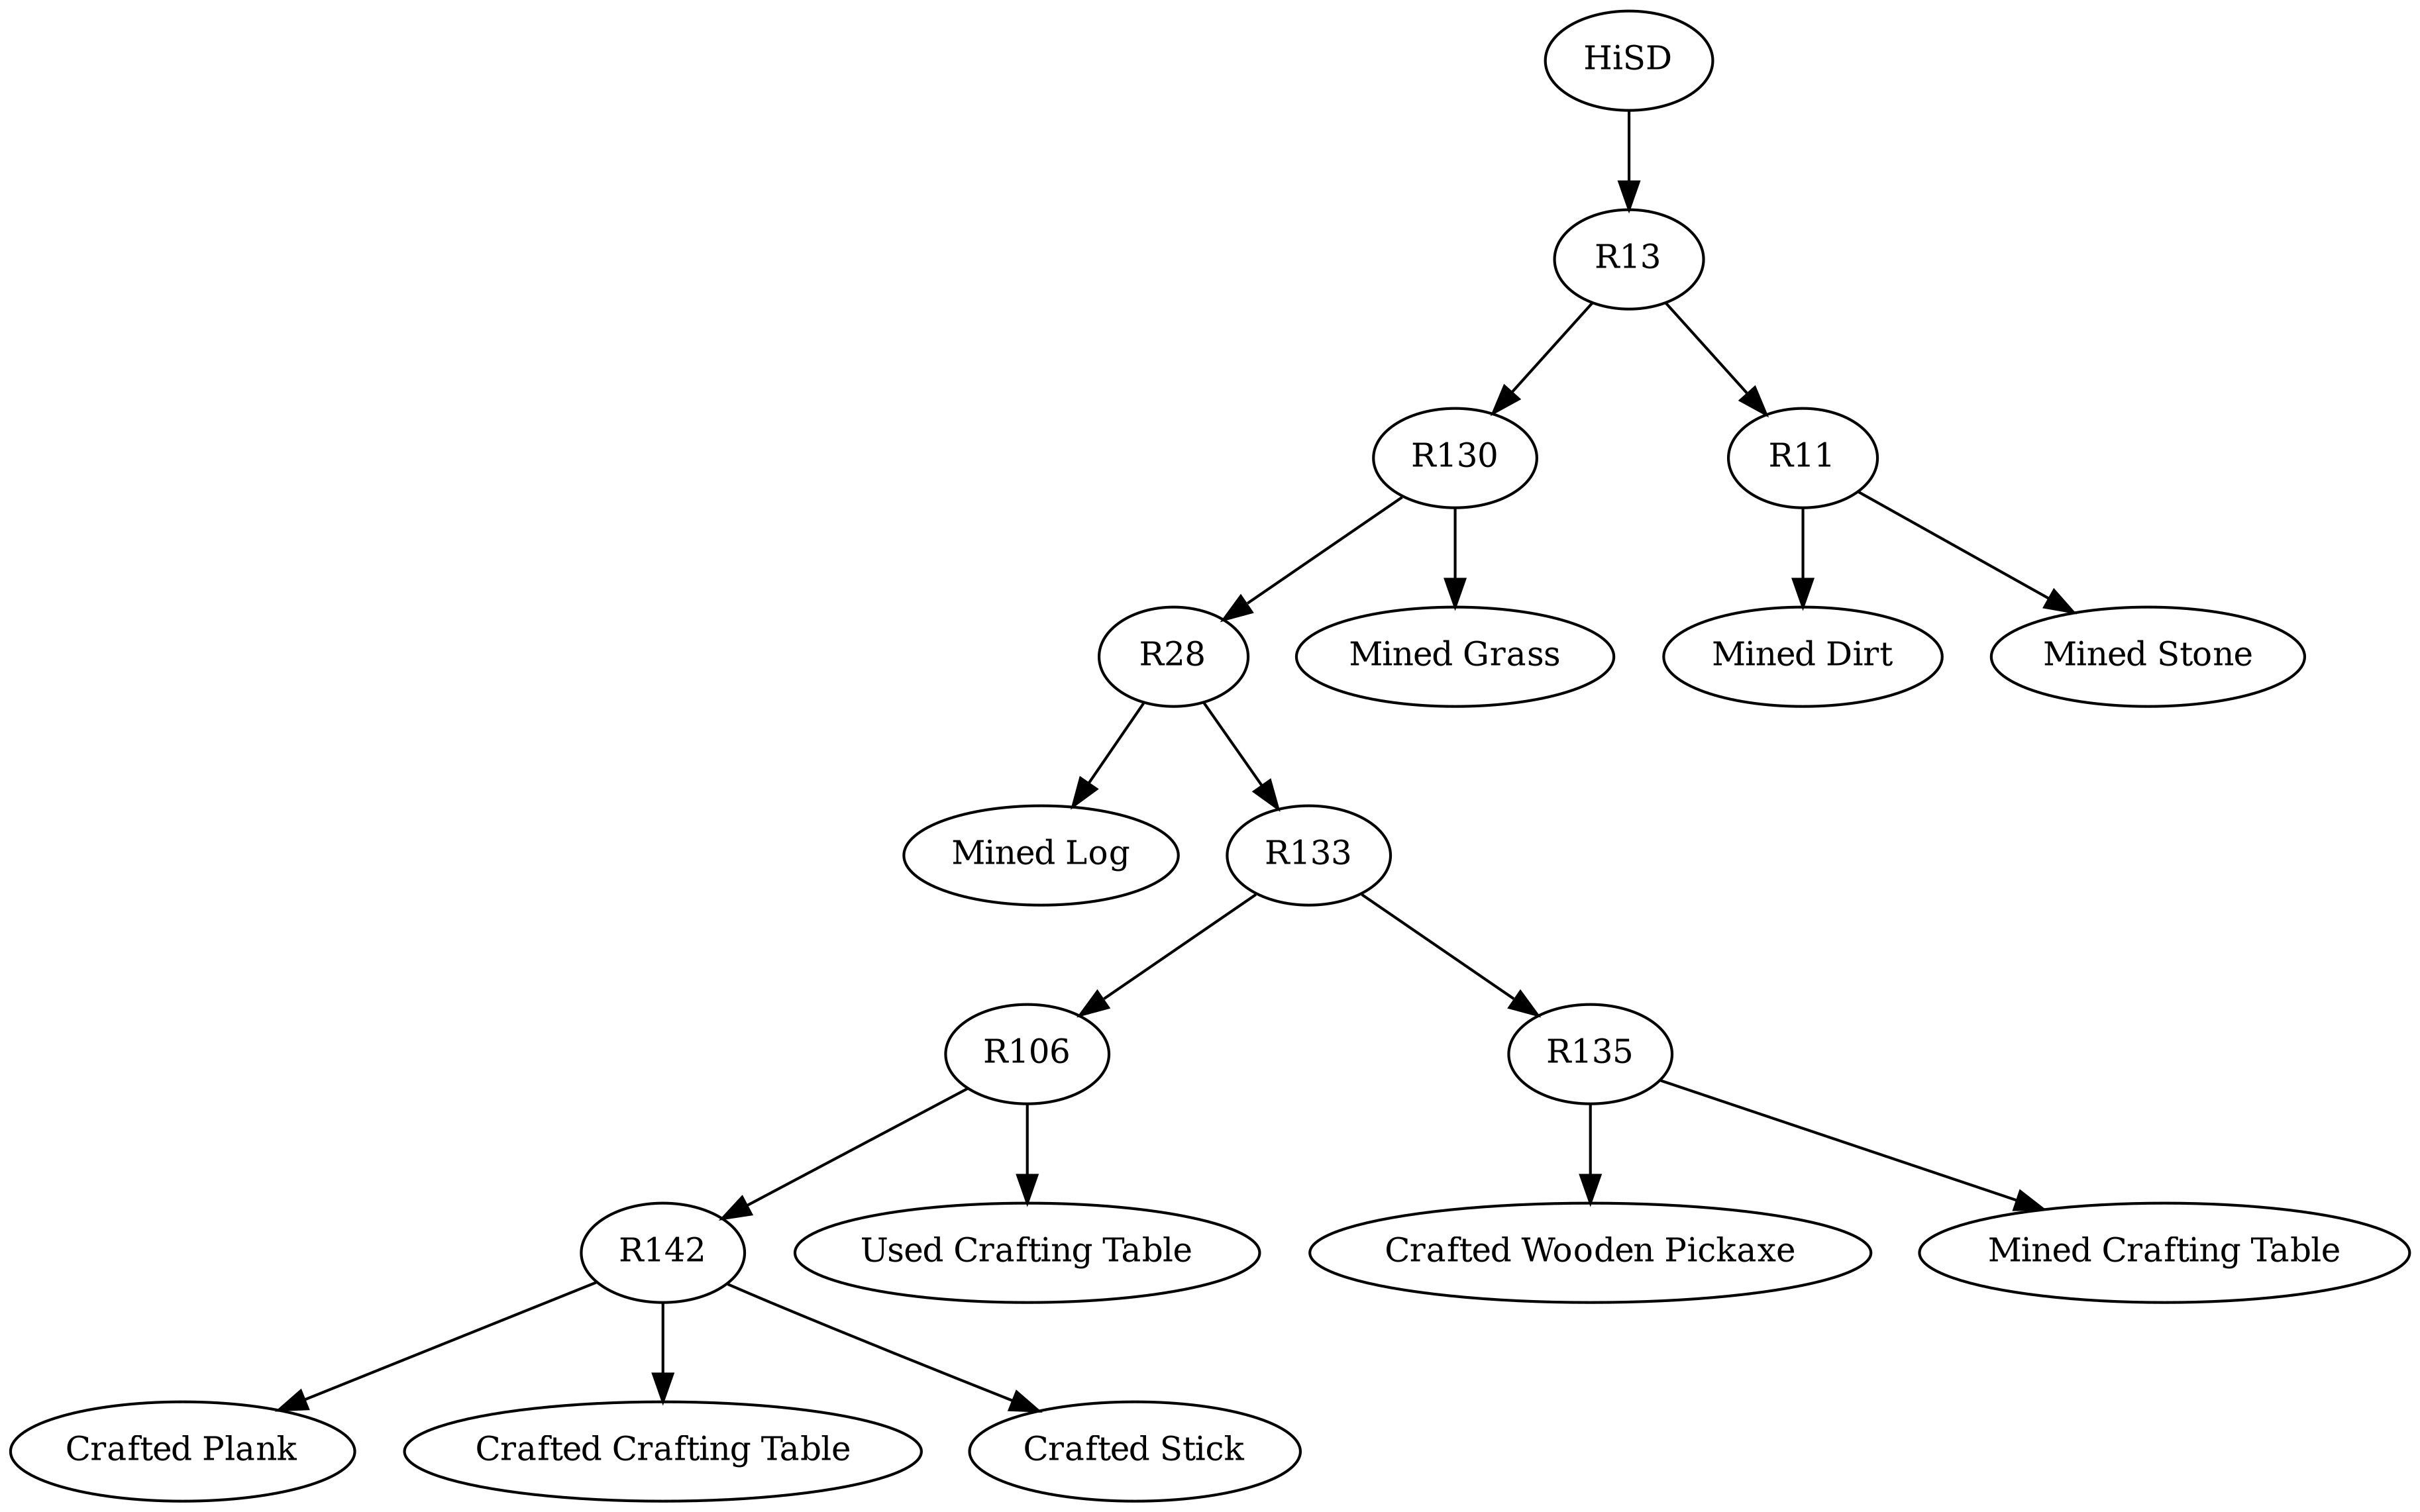 HiSD
R13
R130
R11
R28
Mined Grass
Mined Dirt
Mined Stone
Mined Log
R133
R106
R135
R142
Used Crafting Table
Crafted Wooden Pickaxe
Mined Crafting Table
Crafted Plank
Crafted Crafting Table
Crafted Stick